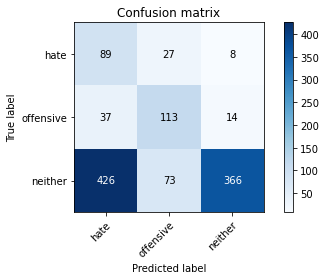 Confusion matrix
hate 89 27 8
offensive 37 113 14
neither 426 73 366
hate offensive neither
True label
Predicted label
400
350
300
250
200
150
100
50